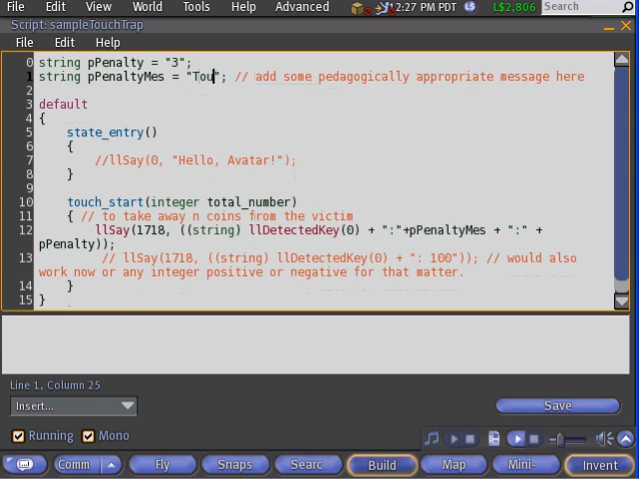 File Edit View World Tools Help Advanced 12:27 PM PDT L$ L$2,806 Search
Script: sampleTouchTrap
File Edit Help
0 string pPenalty = "3";
1 string pPenaltyMes = "Tou"; // add some pedagogically appropriate message here
2
3 default
4 {
5 state_entry()
6 {
7 //llSay(0, "Hello, Avatar!");
8 }
9
10 touch_start(integer total_number)
11 { // to take away n coins from the victim
12 llSay(1718, ((string) llDetectedKey(0) + ":"+pPenaltyMes + ":" +
pPenalty));
13 // llSay(1718, ((string) llDetectedKey(0) + ": 100")); // would also
work now or any integer positive or negative for that matter.
14 }
15 }
Line 1, Column 25
Insert... Save
Running Mono
Comm Fly Snaps Searc Build Map Mini- Invent